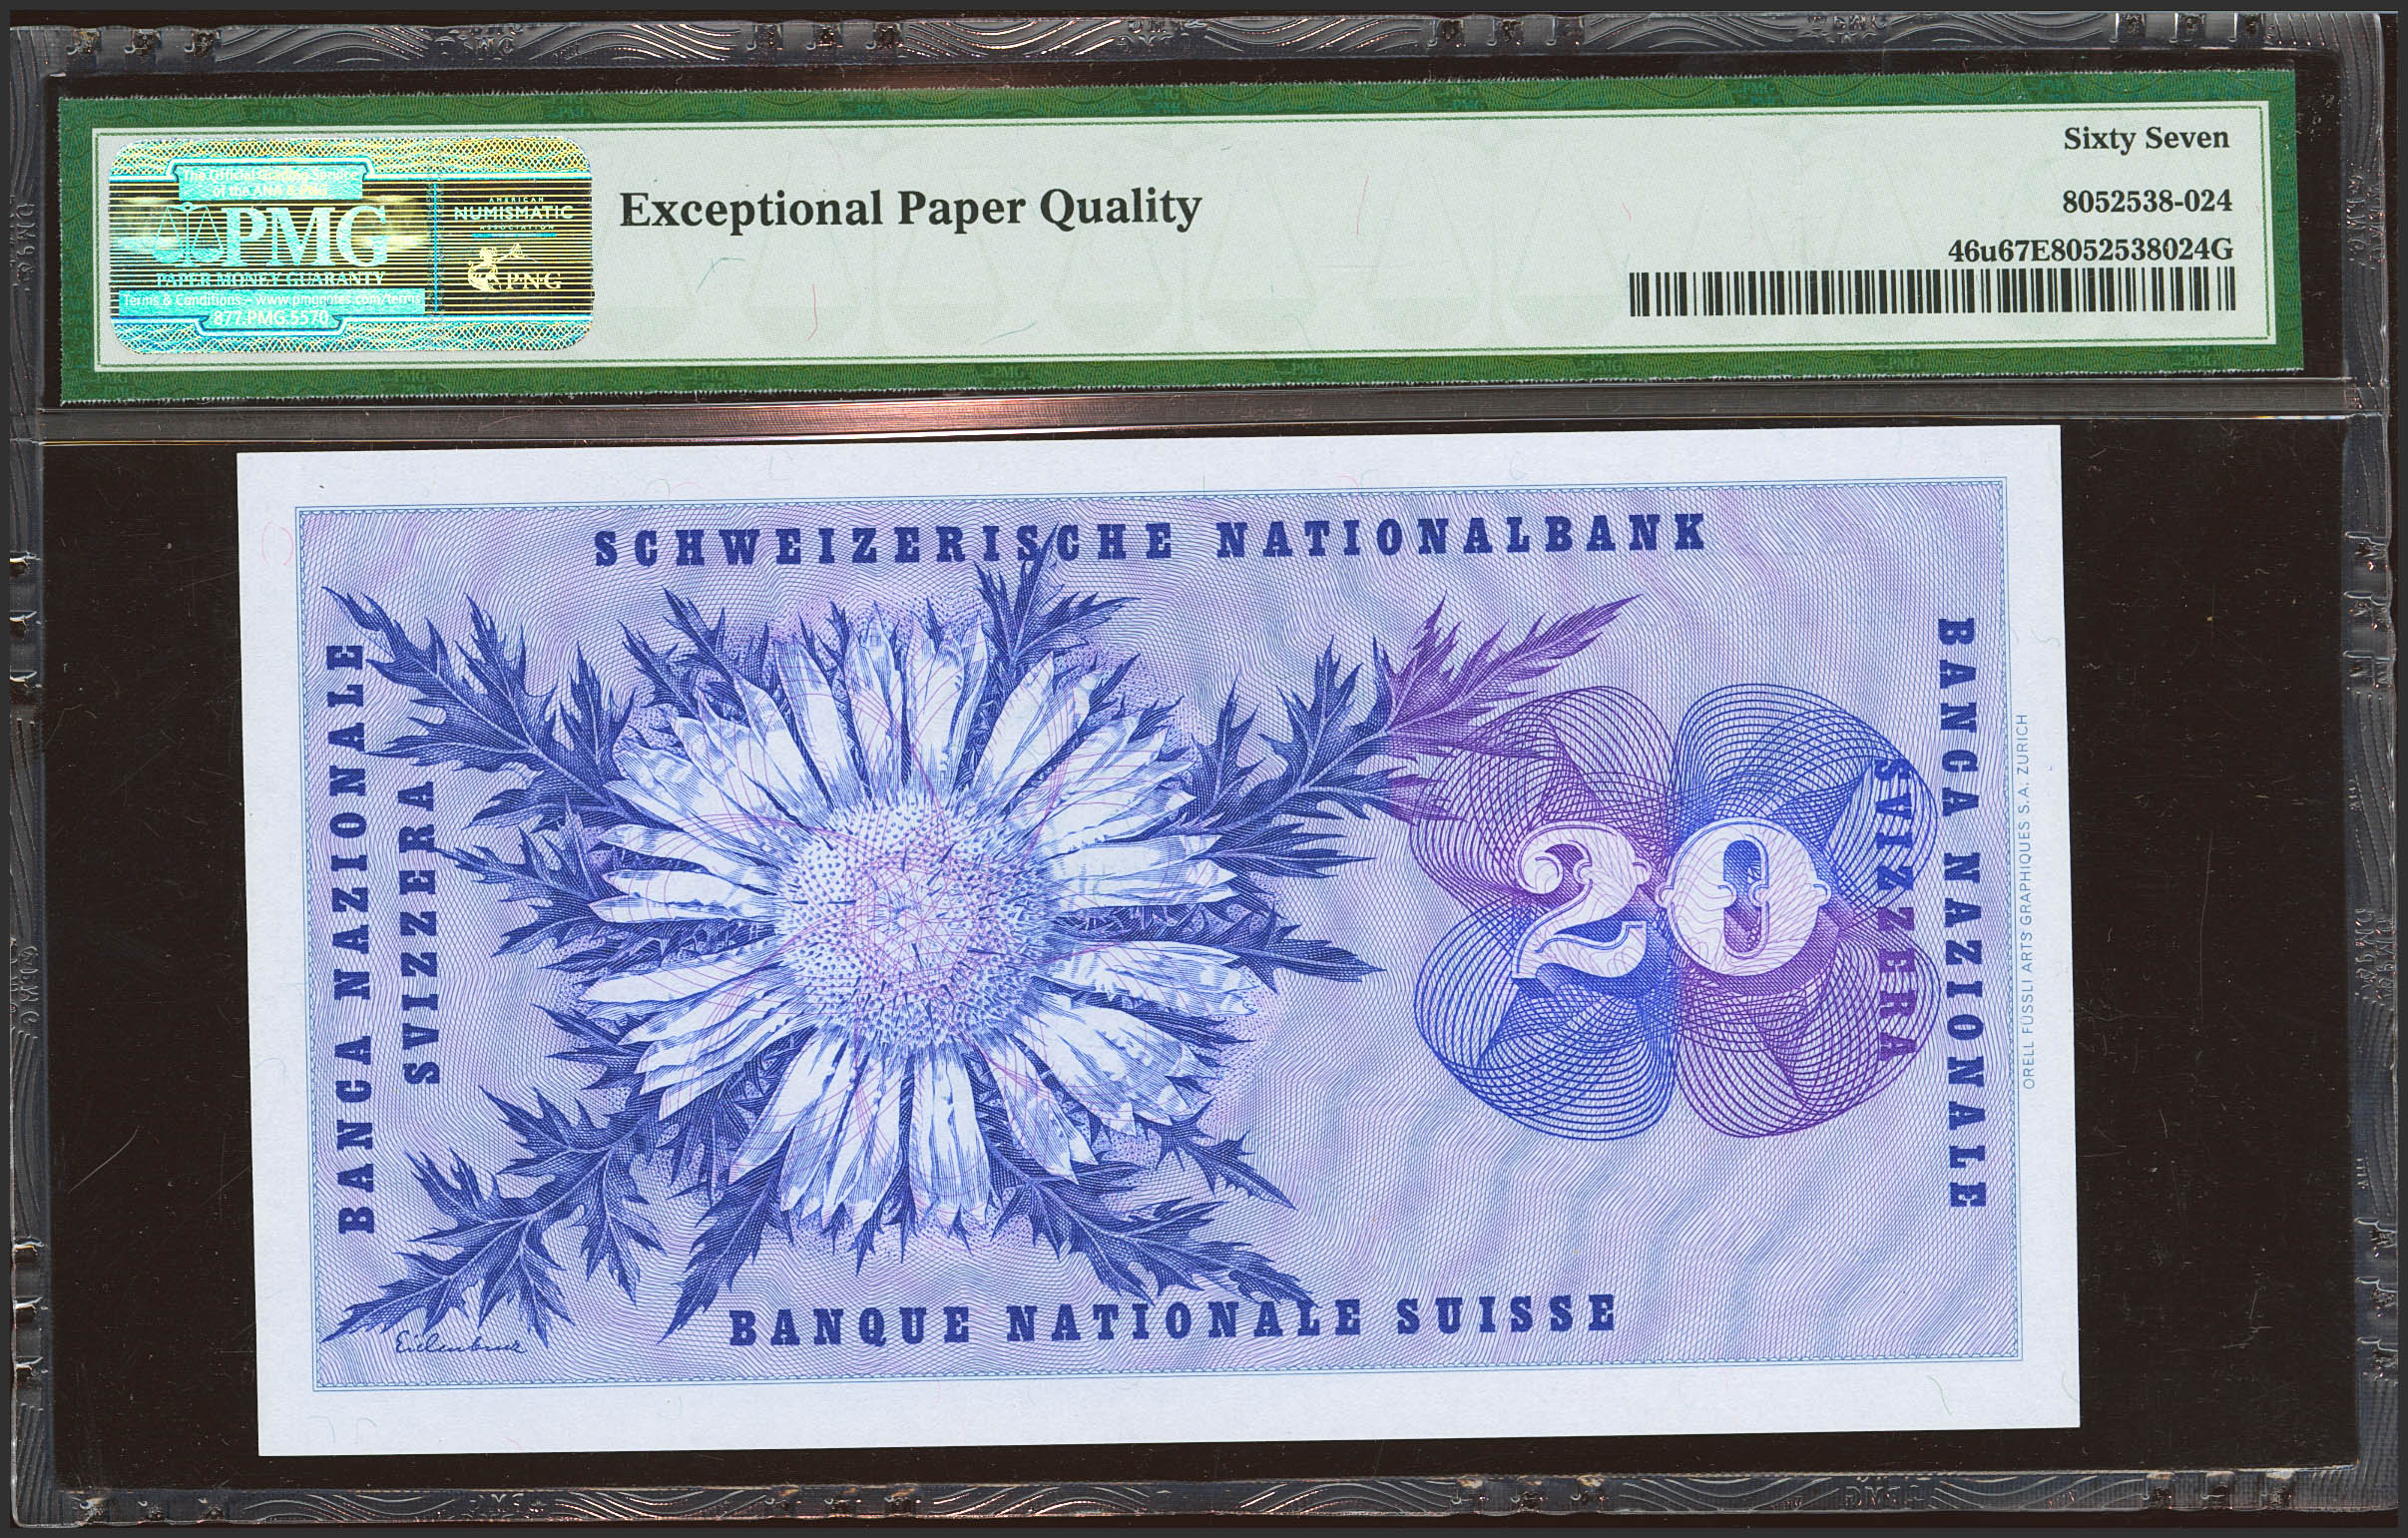 The Official Grading Service
of the ANA & PNG
PMG
PAPER MONEY GUARANTY
Terms & Conditions – www.pmgnotes.com/terms
877.PMG.5570
AMERICAN
NUMISMATIC
ASSOCIATION
PNG
Exceptional Paper Quality
Sixty Seven
8052538-024
46u67E8052538024G
SCHWEIZERISCHE NATIONALBANK
BANCA NAZIONALE
SVIZZERA
20
BANCA NAZIONALE
SVIZZERA
ORELL FÜSSLI ARTS GRAPHIQUES S.A. ZURICH
BANQUE NATIONALE SUISSE